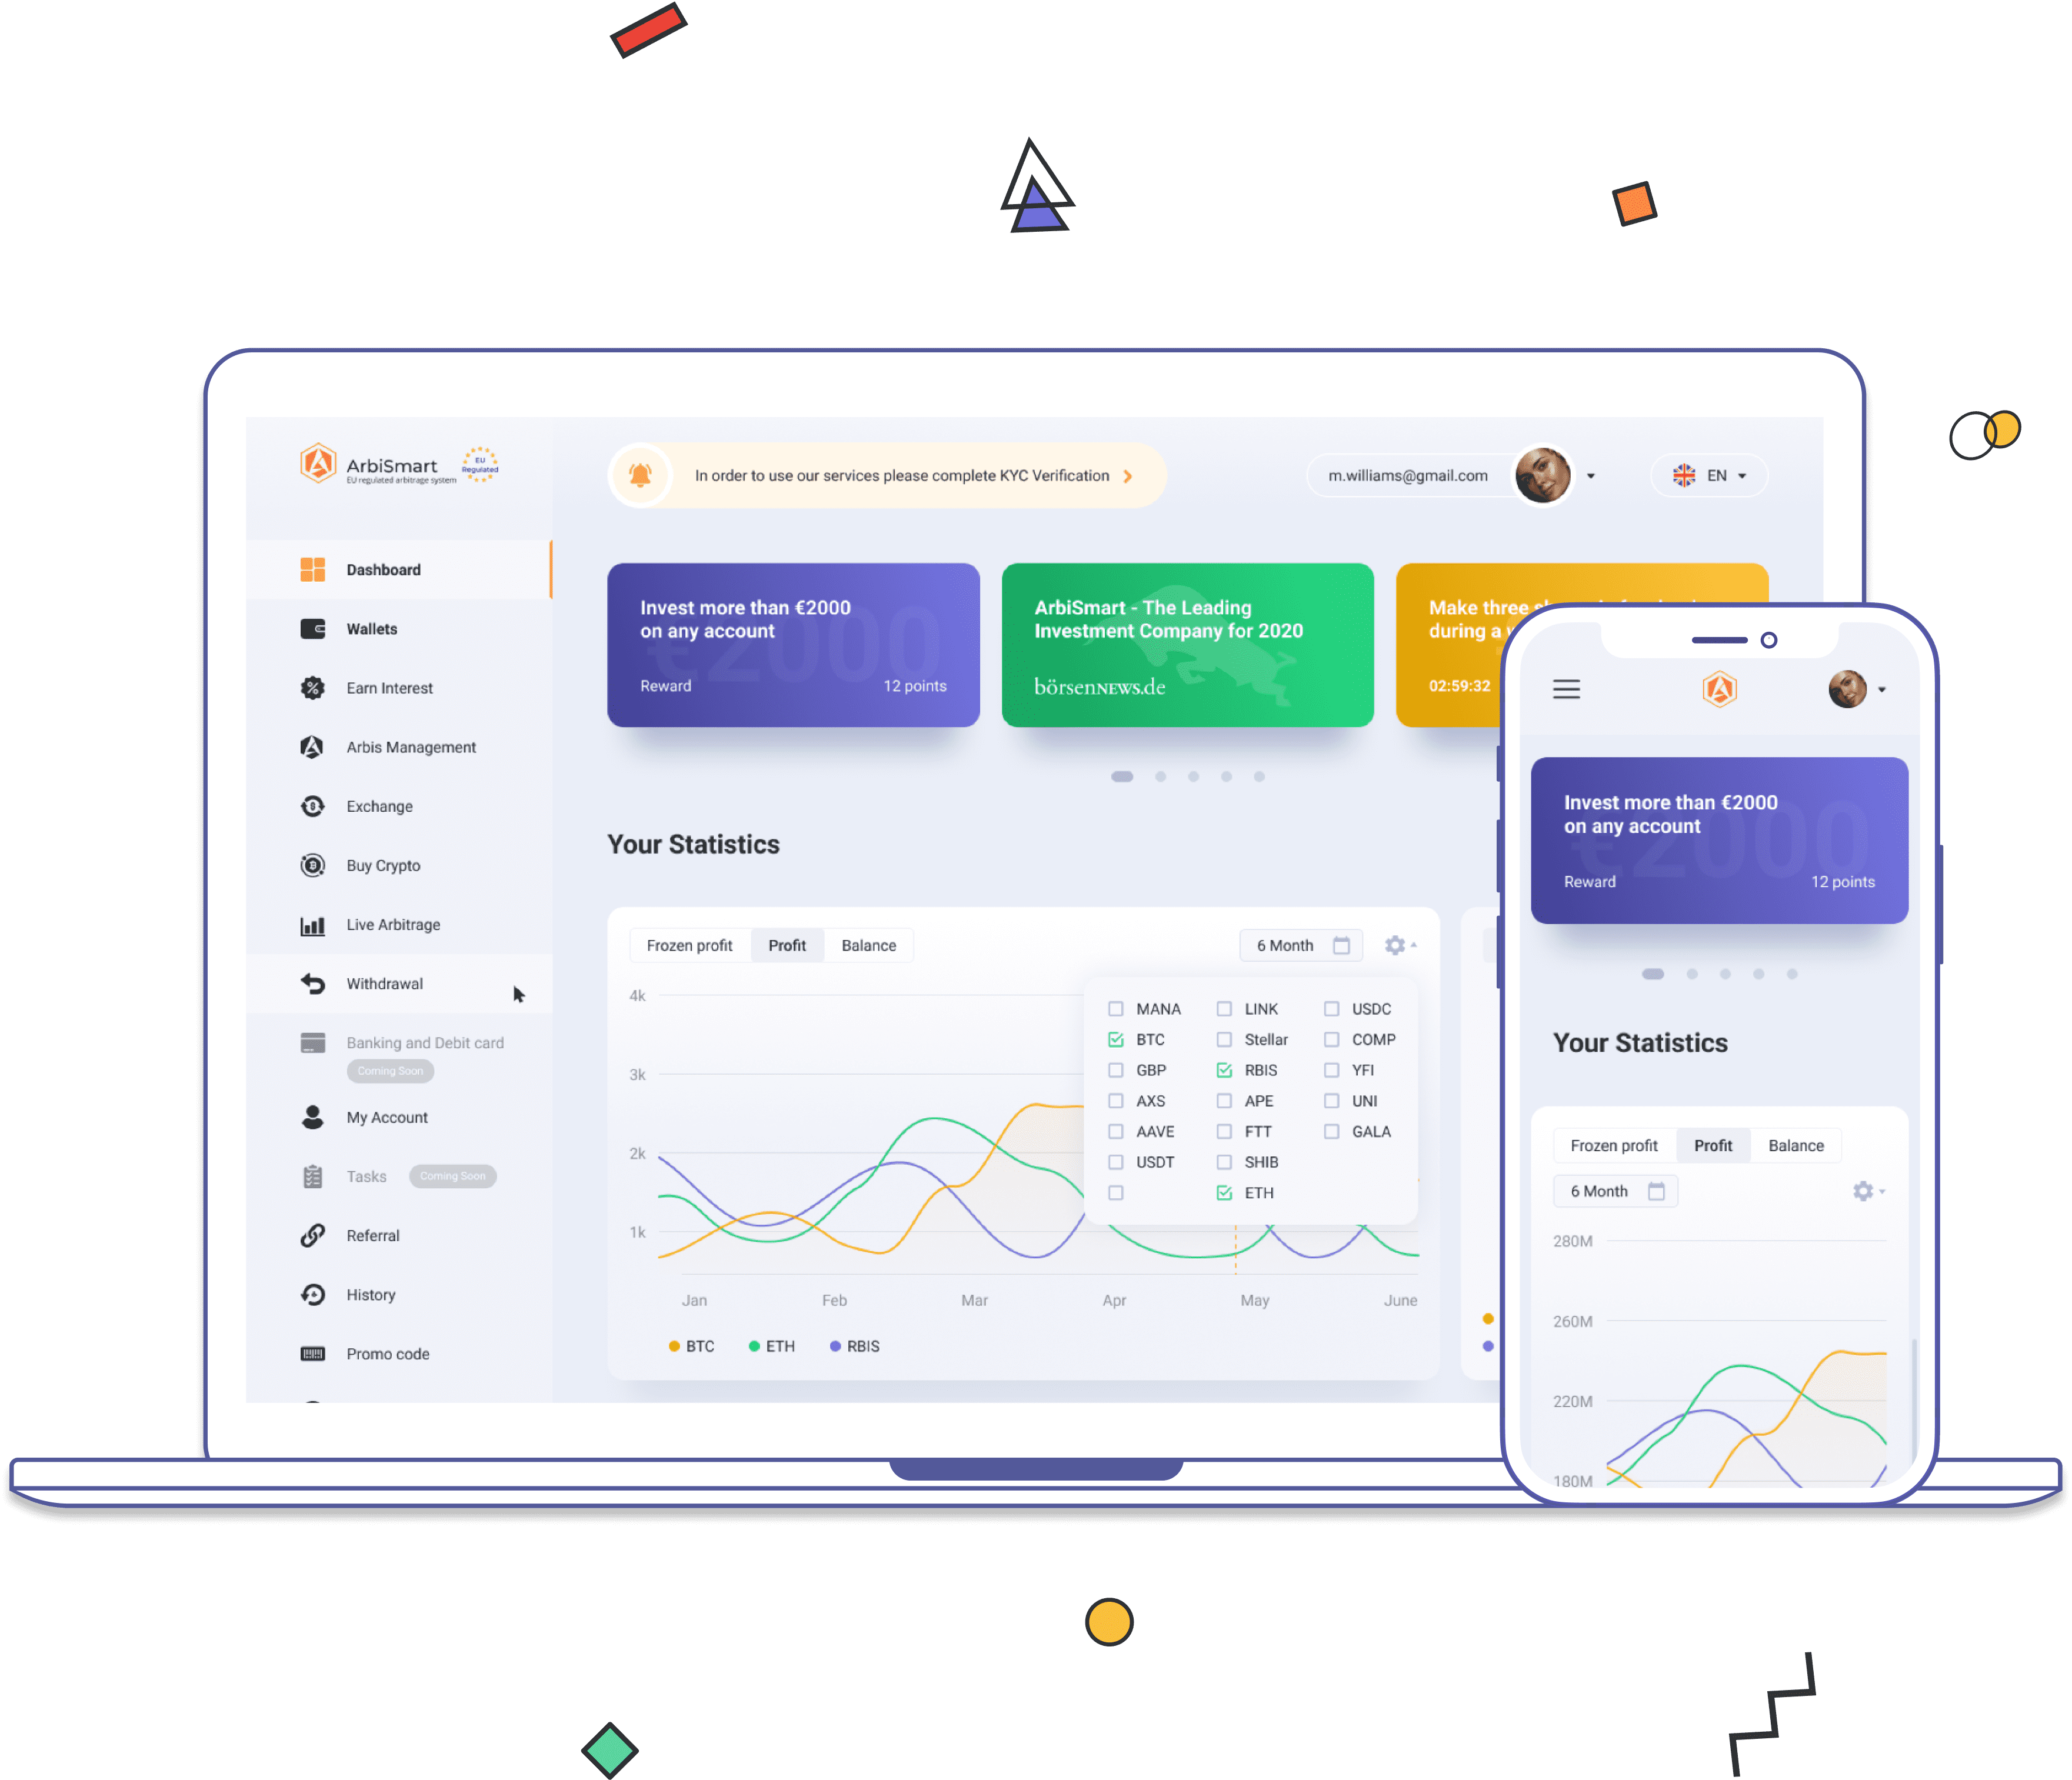 ArbiSmart
EU regulated arbitrage system
EU
Regulated
In order to use our services please complete KYC Verification
m.williams@gmail.com
EN
Dashboard
Wallets
Earn Interest
Arbis Management
Exchange
Buy Crypto
Live Arbitrage
Withdrawal
Banking and Debit card
Coming Soon
My Account
Tasks Coming Soon
Referral
History
Promo code
Invest more than €2000
on any account
€2000
Reward 12 points
ArbiSmart - The Leading
Investment Company for 2020
börsenNEWS.de
Make three
during a
02:59:32
Your Statistics
Frozen profit Profit Balance
6 Month
4k
3k
2k
1k
MANA LINK USDC
BTC Stellar COMP
GBP RBIS YFI
AXS APE UNI
AAVE FTT GALA
USDT SHIB
ETH
Jan Feb Mar Apr May June
BTC ETH RBIS
Invest more than €2000
on any account
€2000
Reward 12 points
Your Statistics
Frozen profit Profit Balance
6 Month
280M
260M
220M
180M